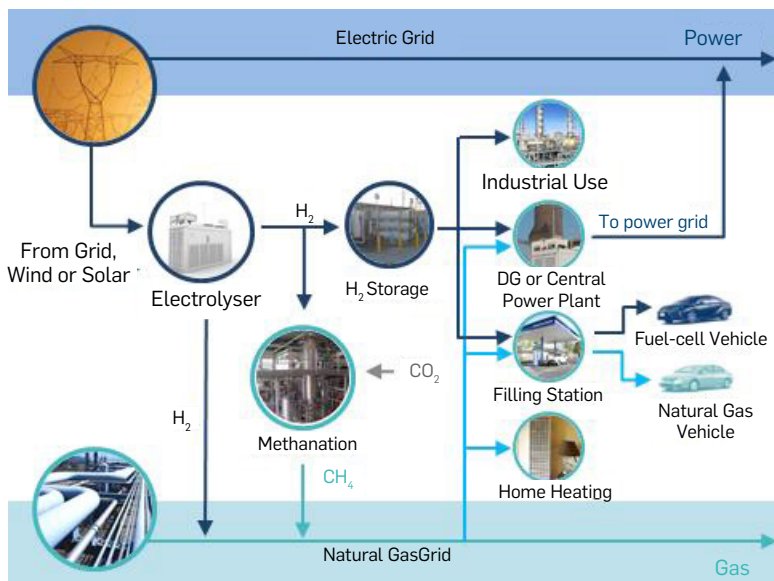 Electric Grid
Power
Industrial Use
H₂
To power grid
From Grid,
Wind or Solar
Electrolyser
H₂ Storage
DG or Central
Power Plant
Fuel-cell Vehicle
CO₂
Filling Station
Natural Gas
Vehicle
H₂
Methanation
CH₄
Home Heating
Natural GasGrid
Gas